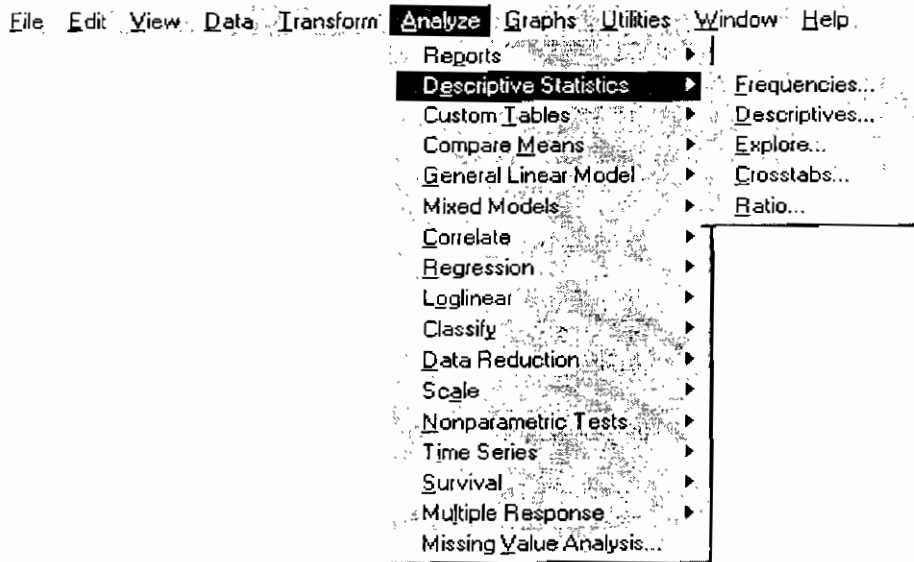 File Edit View Data Transform Analyze Graphs Utilities Window Help
Reports
Descriptive Statistics
Frequencies...
Custom Tables
Descriptives...
Compare Means
Explore...
General Linear Model
Crosstabs...
Mixed Models
Ratio...
Correlate
Regression
Loglinear
Classify
Data Reduction
Scale
Nonparametric Tests
Time Series
Survival
Multiple Response
Missing Value Analysis...